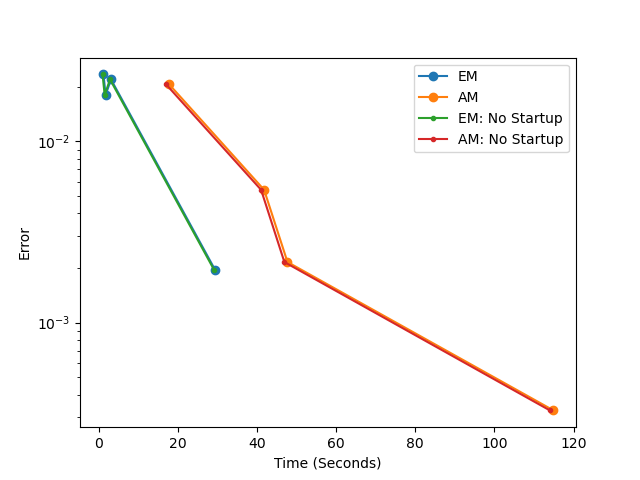 EM
AM
EM: No Startup
AM: No Startup
10⁻²
10⁻³
Error
0 20 40 60 80 100 120
Time (Seconds)